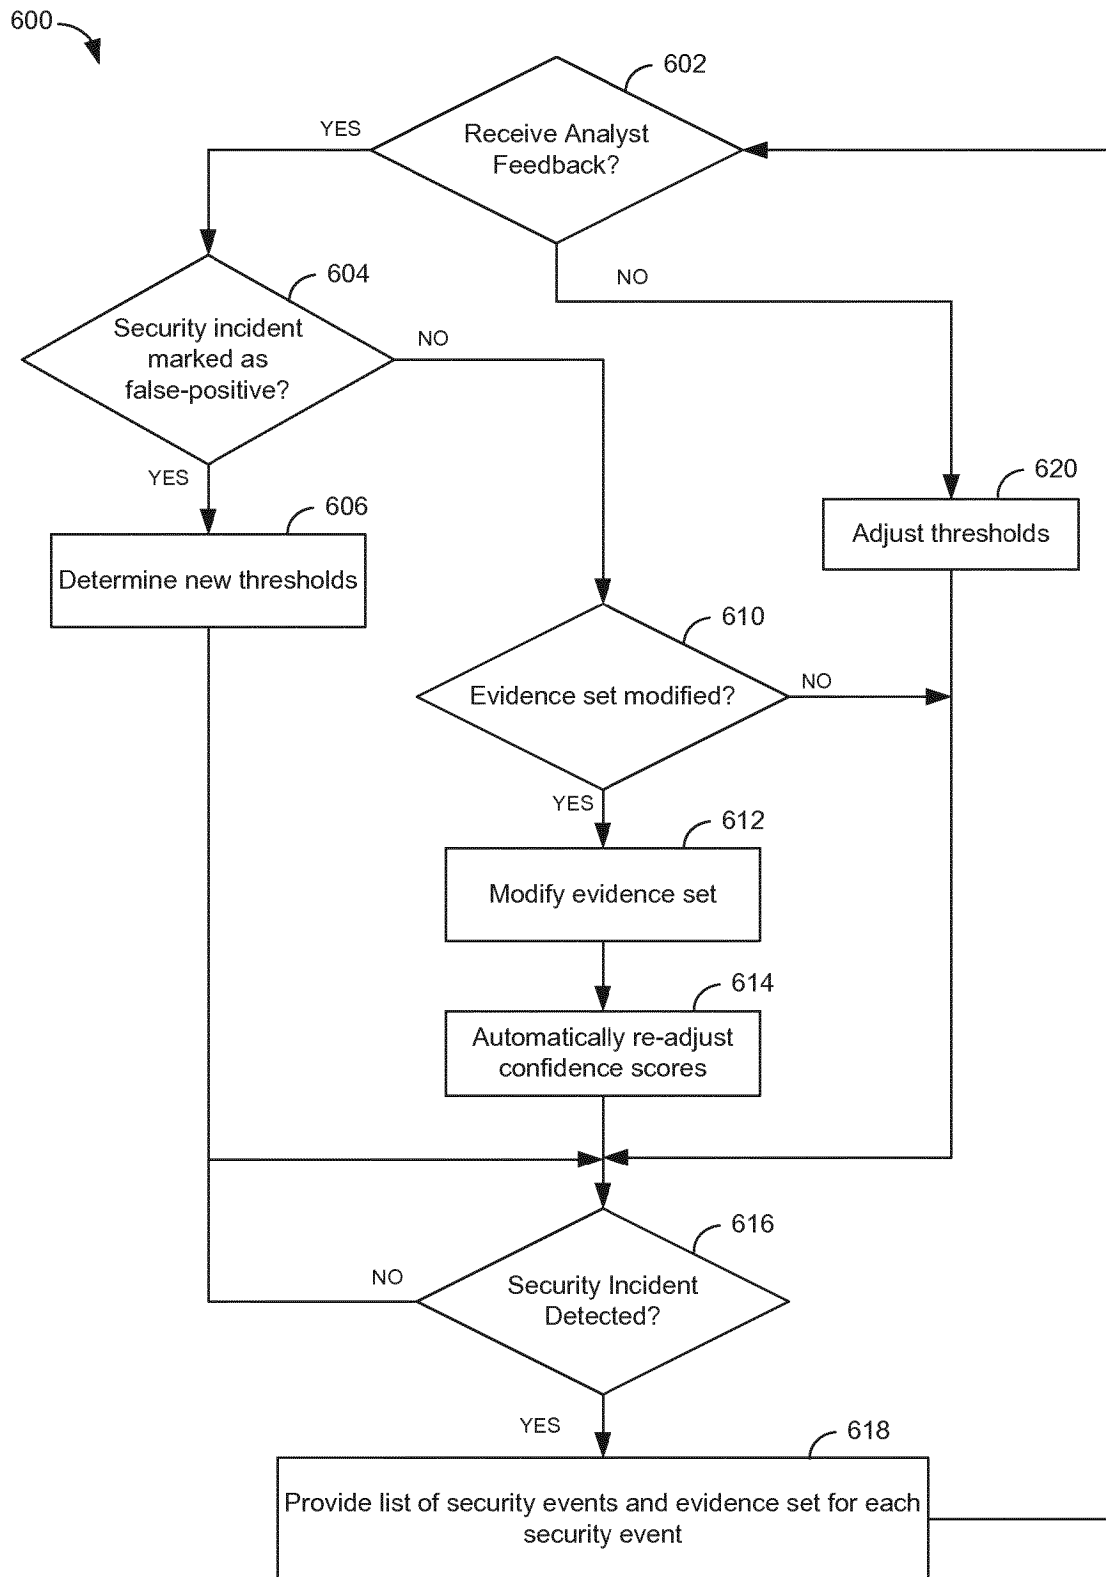 600
602
YES
Receive Analyst
Feedback?
604
NO
Security incident
marked as
false-positive?
NO
YES
606
620
Determine new thresholds
Adjust thresholds
610
Evidence set modified?
NO
YES
612
Modify evidence set
614
Automatically re-adjust
confidence scores
616
NO
Security Incident
Detected?
YES
618
Provide list of security events and evidence set for each
security event